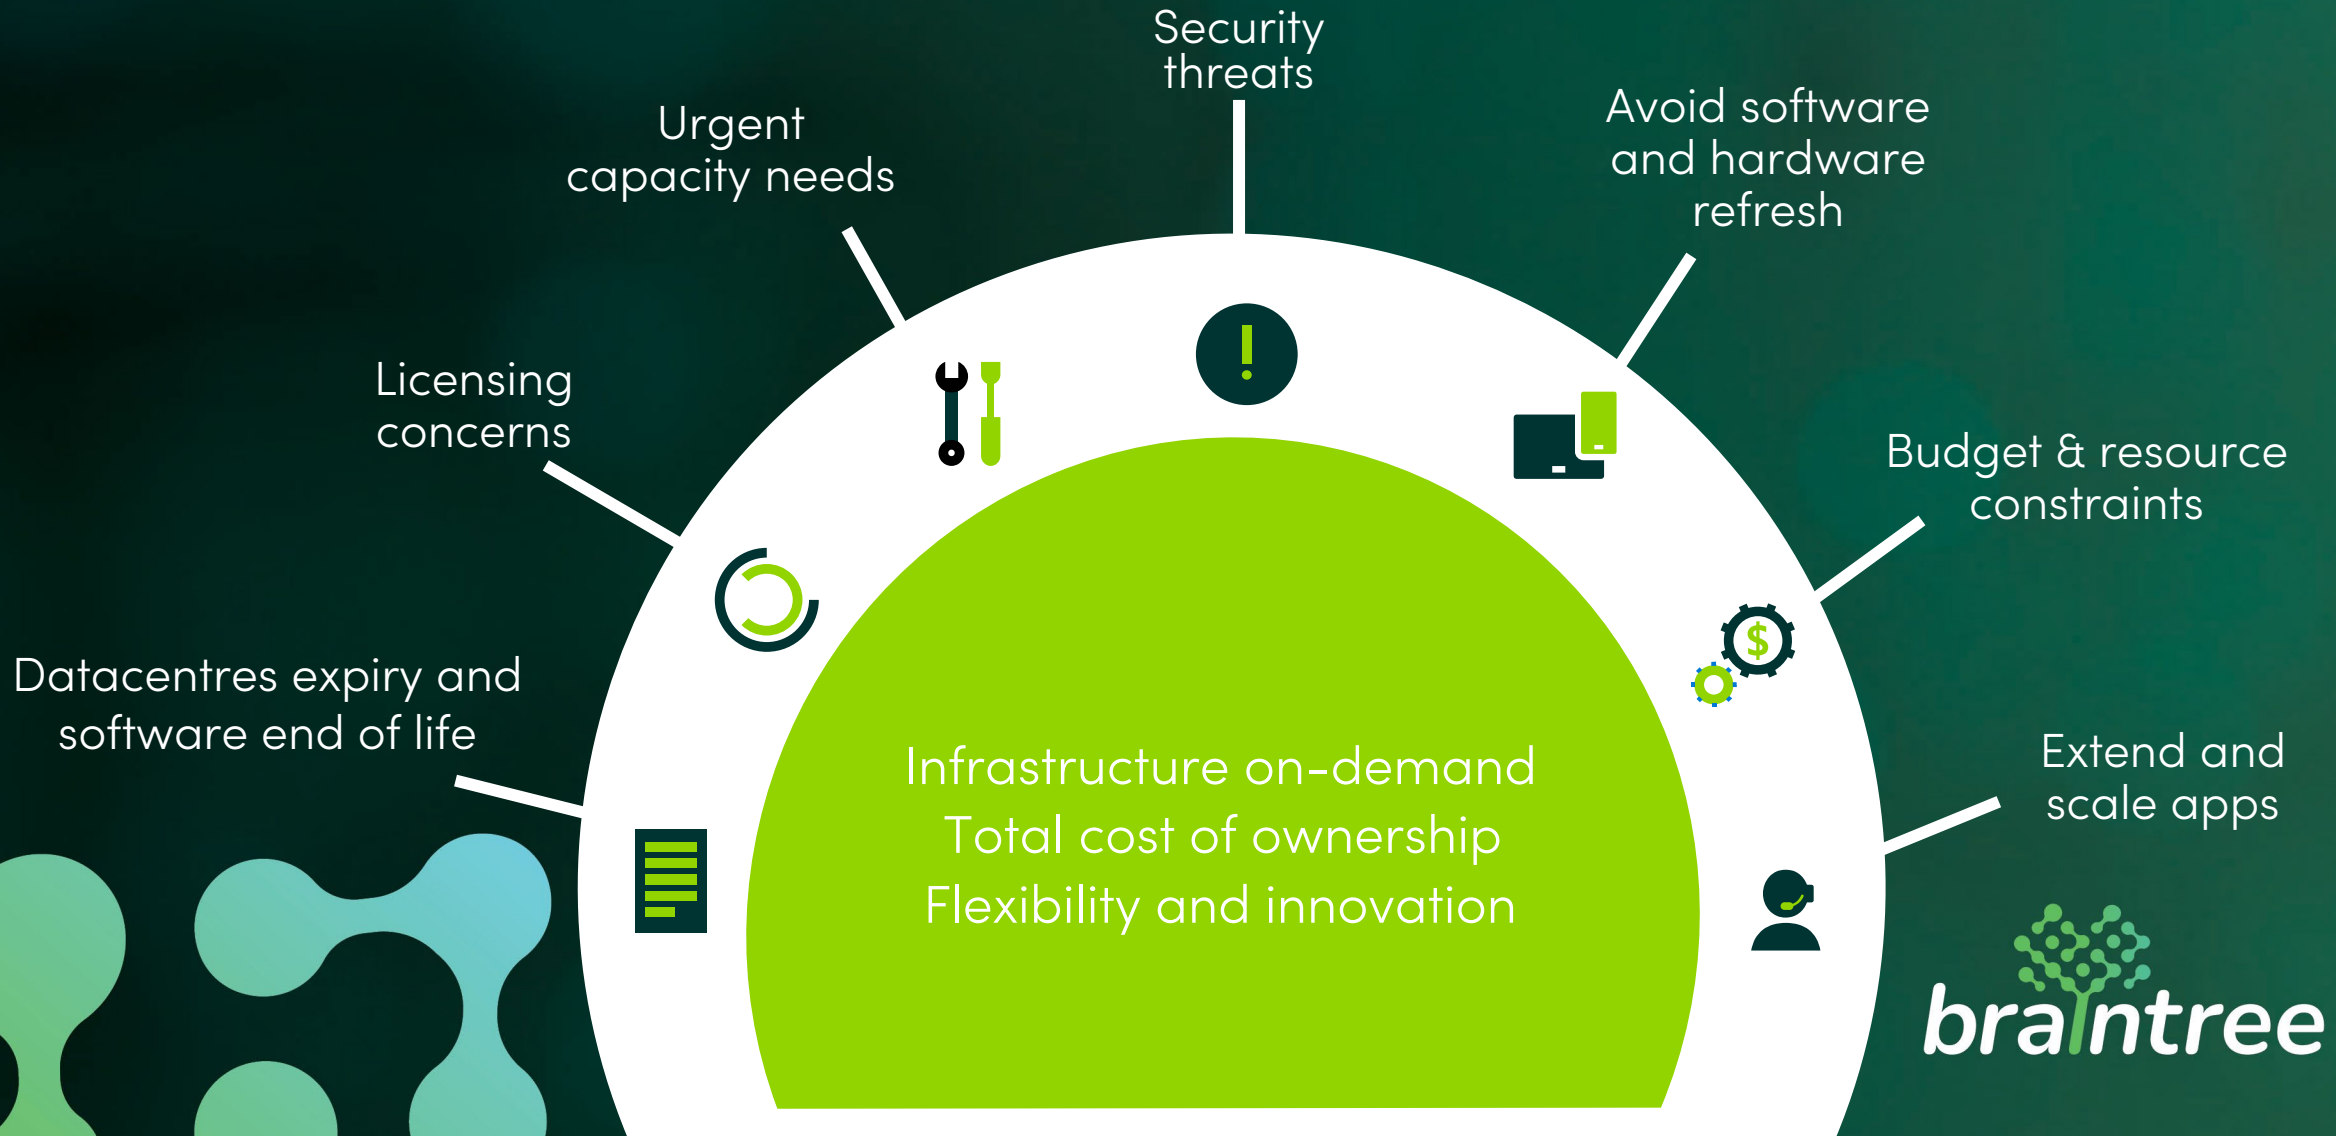 Security
threats
Urgent
capacity needs
Avoid software
and hardware
refresh
Licensing
concerns
Budget & resource
constraints
Datacentres expiry and
software end of life
Extend and
scale apps
!
$
Infrastructure on-demand
Total cost of ownership
Flexibility and innovation
braintree